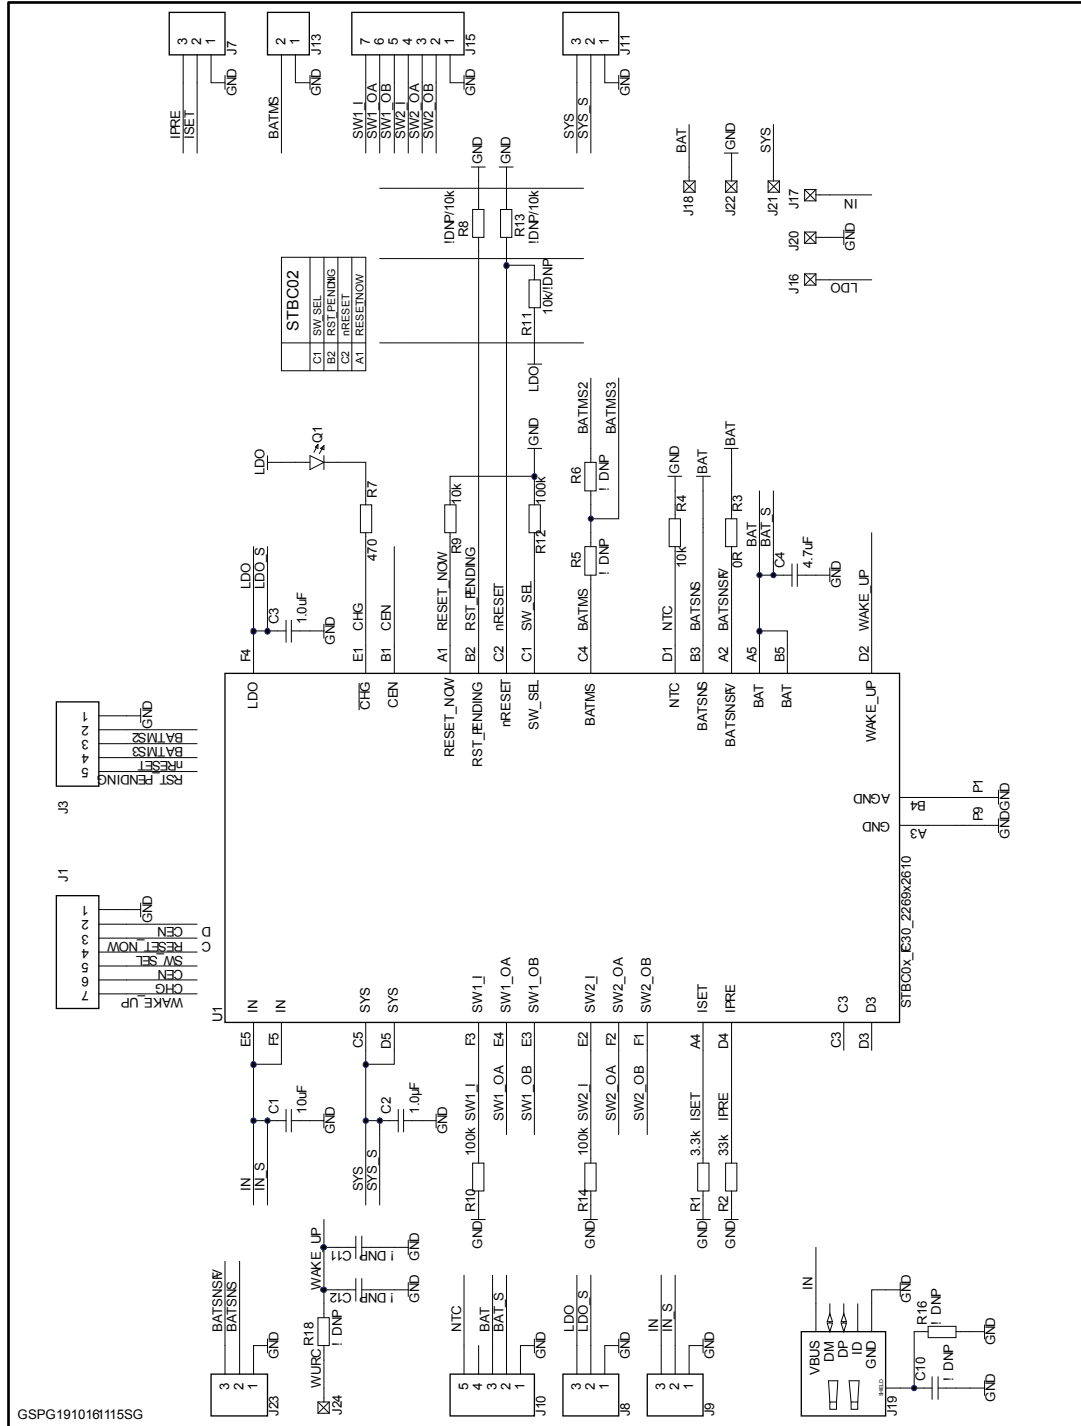 3
2
1
J7
IPRE
ISET
GND
2
1
J13
BATMS
GND
7
6
5
4
3
2
1
J15
SW1_I
SW1_OA
SW1_OB
SW2_I
SW2_OA
SW2_OB
GND
3
2
1
J11
SYS
SYS_S
GND
STBC02
C1 SW_SEL
B2 RST_PENDING
C2 nRESET
A1 RESETNOW
!DNP/10k
R8
GND
R13
!DNP/10k
GND
R11
10k/!DNP
LDO
J18
BAT
J22
GND
J21
SYS
J17
IN
J20
GND
J16
LDO
LDO
Q1
R7
470
LDO
LDO_S
C3
1.0uF
GND
F4
E1 CHG
B1 CEN
A1 RESET_NOW
R9
10k
B2 RST_PENDING
C2 nRESET
C1 SW_SEL
R12
100k
GND
C4 BATMS
R5
! DNP
R6
! DNP
BATMS2
BATMS3
D1 NTC
10k
R4
GND
B3 BATSNS
BAT
A2 BATSNSFV
0R
R3
BAT
A5
B5
BAT
BAT_S
C4
4.7uF
GND
D2 WAKE_UP
J3
5
4
3
2
1
RST_PENDING
nRESET
BATMS3
BATMS2
GND
J1
7
6
5
4
3
2
1
WAKE_UP
CHG
CEN
SW_SEL
RESET_NOW
CEN
GND
C
D
U1
LDO
CHG
CEN
RESET_NOW
RST_PENDING
nRESET
SW_SEL
BATMS
NTC
BATSNS
BATSNSFV
BAT
BAT
WAKE_UP
AGND
GND
B4
A3
P1
P9
GND
GND
IN
IN
SYS
SYS
SW1_I
SW1_OA
SW1_OB
SW2_I
SW2_OA
SW2_OB
ISET
IPRE
C3
D3
STBC0x_E30_2269x2610
E5
F5
C1
10uF
GND
IN
IN_S
C5
D5
C2
1.0µF
GND
SYS
SYS_S
F3
SW1_I
100k
R10
GND
E4
SW1_OA
E3
SW1_OB
E2
SW2_I
100k
R14
GND
F2
SW2_OA
F1
SW2_OB
A4
ISET
3.3k
R1
GND
D4
IPRE
33k
R2
GND
C3
D3
BATSNSFV
BATSNS
3
2
1
J23
GND
WAKE_UP
C11
! DNP
GND
C12
! DNP
GND
R18
! DNP
WURC
J24
NTC
BAT
BAT_S
5
4
3
2
1
J10
GND
LDO
LDO_S
3
2
1
J8
GND
IN
IN_S
3
2
1
J9
GND
IN
VBUS
DM
DP
ID
GND
SHIELD
J19
GND
R16
! DNP
GND
C10
! DNP
GND
GSPG1910161115SG